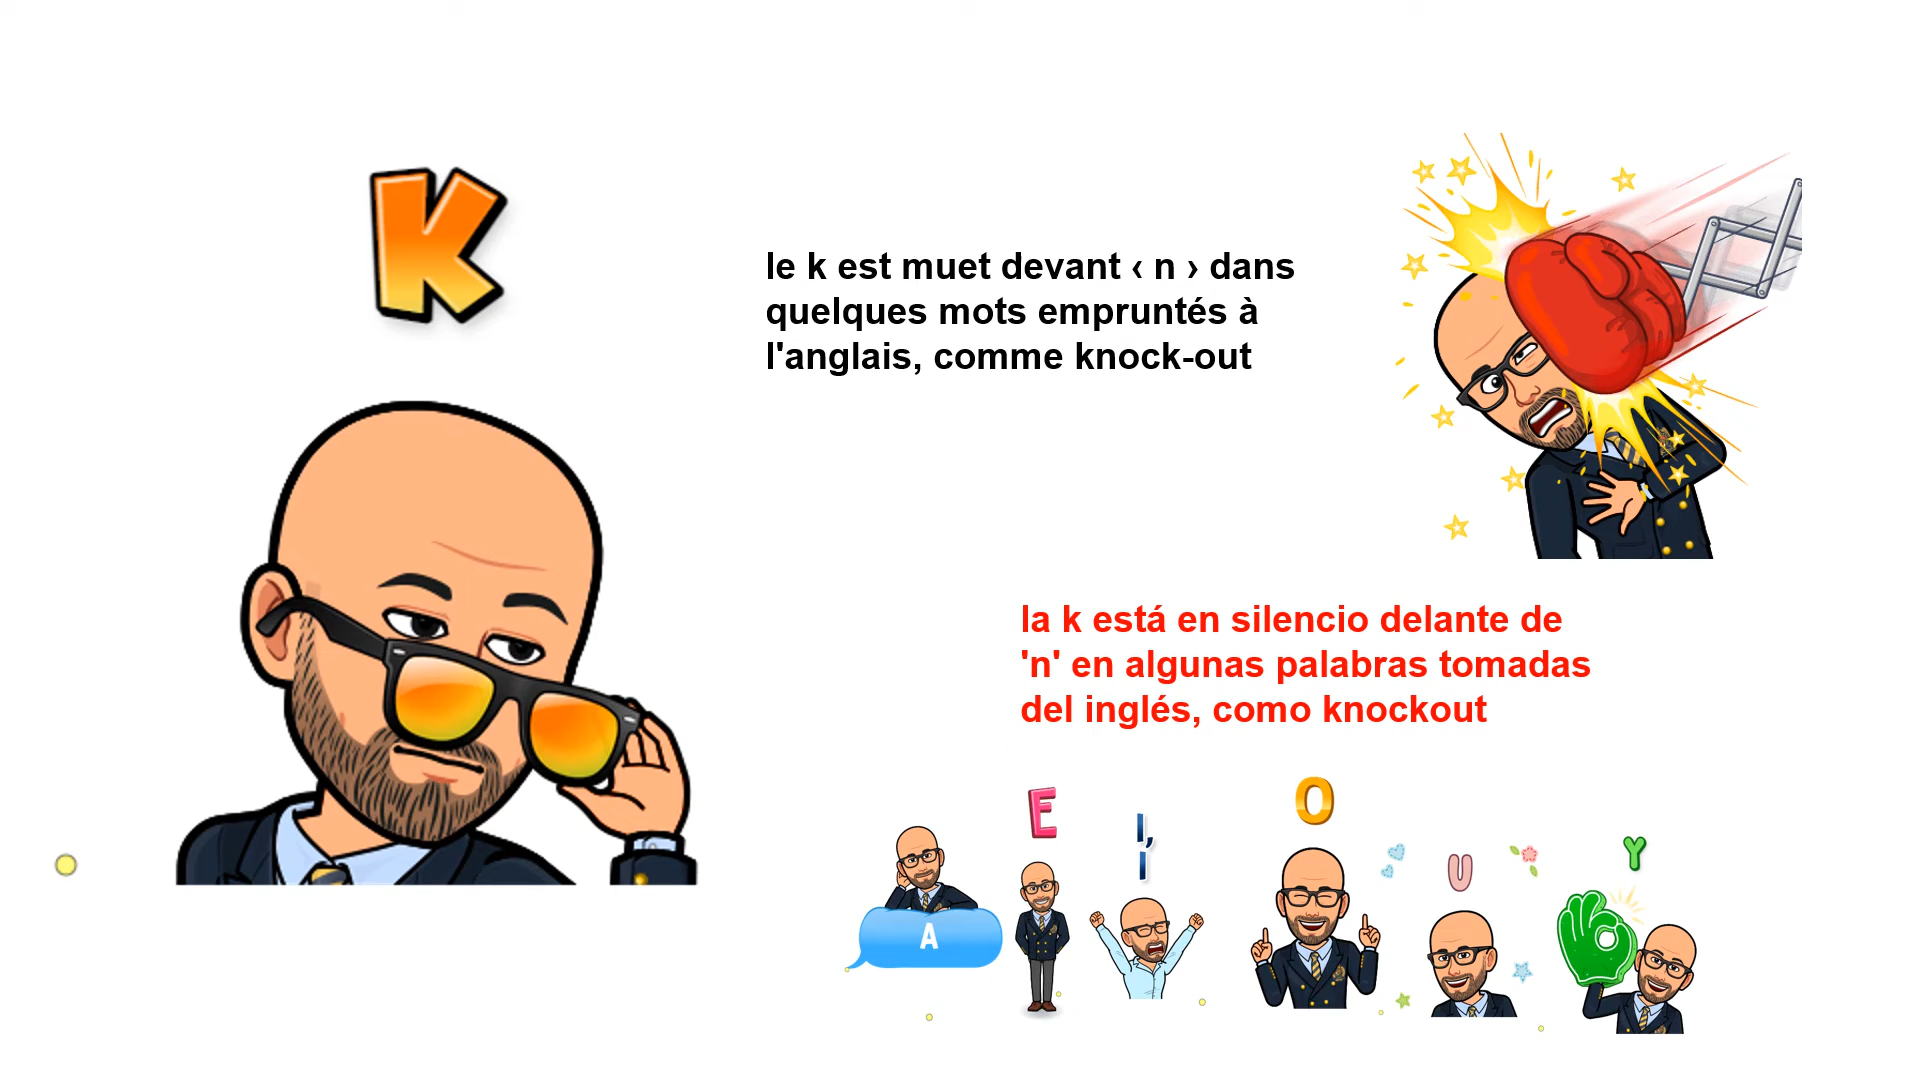 K
le k est muet devant ‹ n › dans
quelques mots empruntés à
l'anglais, comme knock-out
la k está en silencio delante de
'n' en algunas palabras tomadas
del inglés, como knockout
A
E
I,
I
O
U
Y